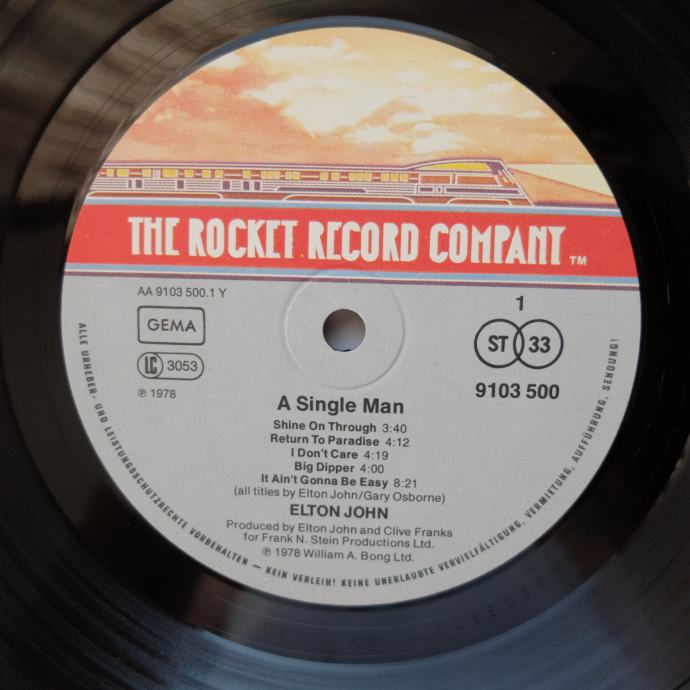 THE ROCKET RECORD COMPANY TM
AA 9103 500.1 Y
GEMA
LC 3053
℗ 1978
1
ST 33
9103 500
A Single Man
Shine On Through 3:40
Return To Paradise 4:12
I Don't Care 4:19
Big Dipper 4:00
It Ain't Gonna Be Easy 8:21
(all titles by Elton John/Gary Osborne)
ELTON JOHN
Produced by Elton John and Clive Franks
for Frank N. Stein Productions Ltd.
℗ 1978 William A. Bong Ltd.
ALLE URHEBER- UND LEISTUNGSSCHUTZRECHTE VORBEHALTEN – KEIN VERLEIH! KEINE UNERLAUBTE VERVIELFÄLTIGUNG, VERMIETUNG, AUFFÜHRUNG, SENDUNG!